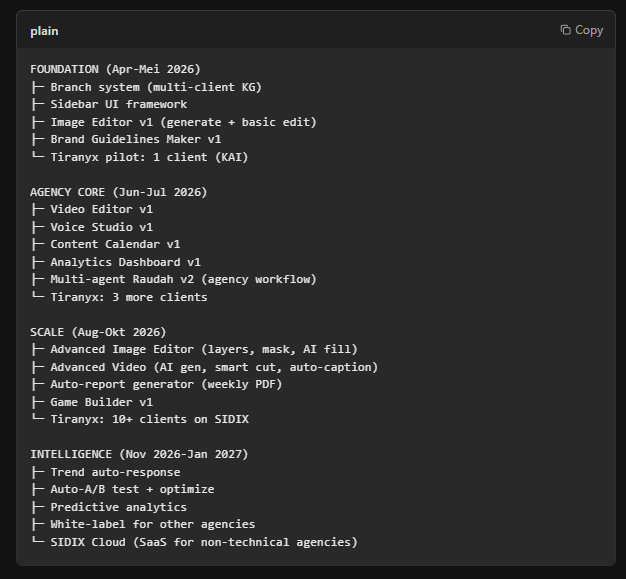 plain
Copy
FOUNDATION (Apr-Mei 2026)
├─ Branch system (multi-client KG)
├─ Sidebar UI framework
├─ Image Editor v1 (generate + basic edit)
├─ Brand Guidelines Maker v1
└─ Tiranyx pilot: 1 client (KAI)
AGENCY CORE (Jun-Jul 2026)
├─ Video Editor v1
├─ Voice Studio v1
├─ Content Calendar v1
├─ Analytics Dashboard v1
├─ Multi-agent Raudah v2 (agency workflow)
└─ Tiranyx: 3 more clients
SCALE (Aug-Okt 2026)
├─ Advanced Image Editor (layers, mask, AI fill)
├─ Advanced Video (AI gen, smart cut, auto-caption)
├─ Auto-report generator (weekly PDF)
├─ Game Builder v1
└─ Tiranyx: 10+ clients on SIDIX
INTELLIGENCE (Nov 2026-Jan 2027)
├─ Trend auto-response
├─ Auto-A/B test + optimize
├─ Predictive analytics
├─ White-label for other agencies
└─ SIDIX Cloud (SaaS for non-technical agencies)